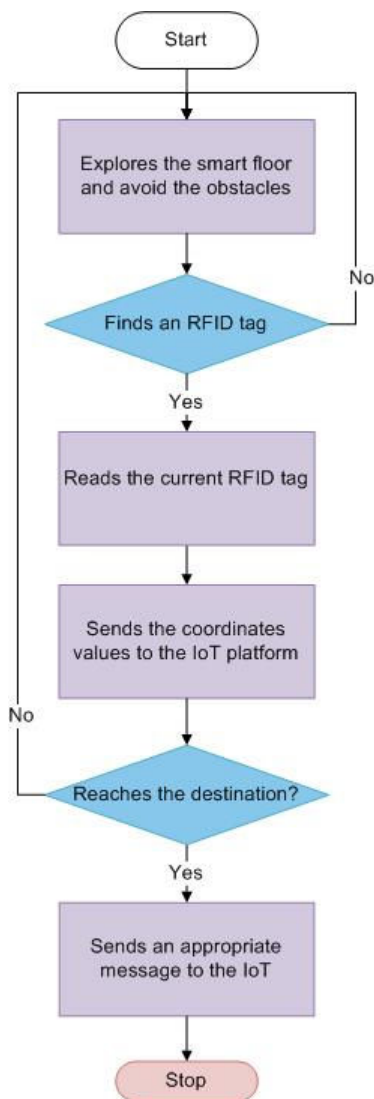 Start
Explores the smart floor
and avoid the obstacles
No
Finds an RFID tag
Yes
Reads the current RFID tag
Sends the coordinates
values to the IoT platform
No
Reaches the destination?
Yes
Sends an appropriate
message to the IoT
Stop